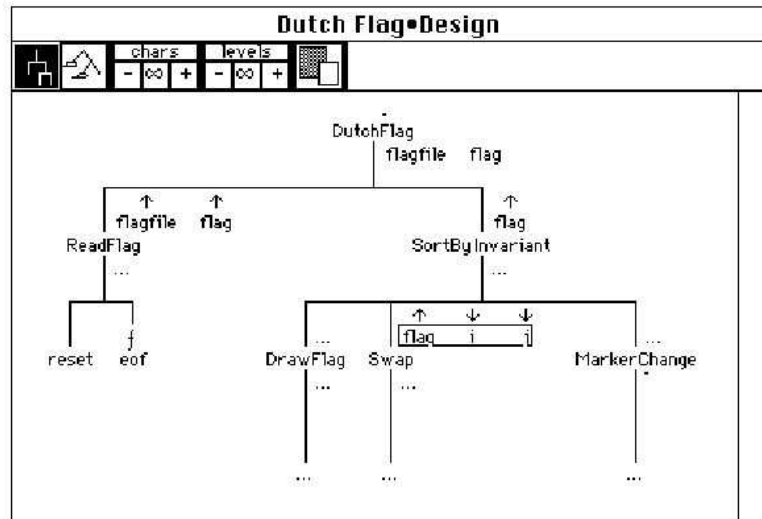 Dutch Flag•Design
chars levels
- ∞ + - ∞ +
DutchFlag
flagfile flag
↑ ↑ ↑
flagfile flag flag
ReadFlag SortByInvariant
... ...
↑ ↓ ↓
ƒ ... flag i j ...
reset eof DrawFlag Swap MarkerChange
... ...
... ... ...